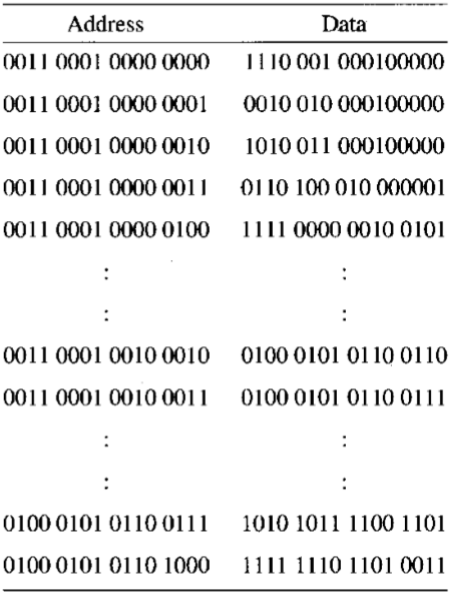 Address Data
0011 0001 0000 0000 1110 001 000100000
0011 0001 0000 0001 0010 010 000100000
0011 0001 0000 0010 1010 011 000100000
0011 0001 0000 0011 0110 100 010 000001
0011 0001 0000 0100 1111 0000 0010 0101
: :
: :
0011 0001 0010 0010 0100 0101 0110 0110
0011 0001 0010 0011 0100 0101 0110 0111
: :
: :
0100 0101 0110 0111 1010 1011 1100 1101
0100 0101 0110 1000 1111 1110 1101 0011